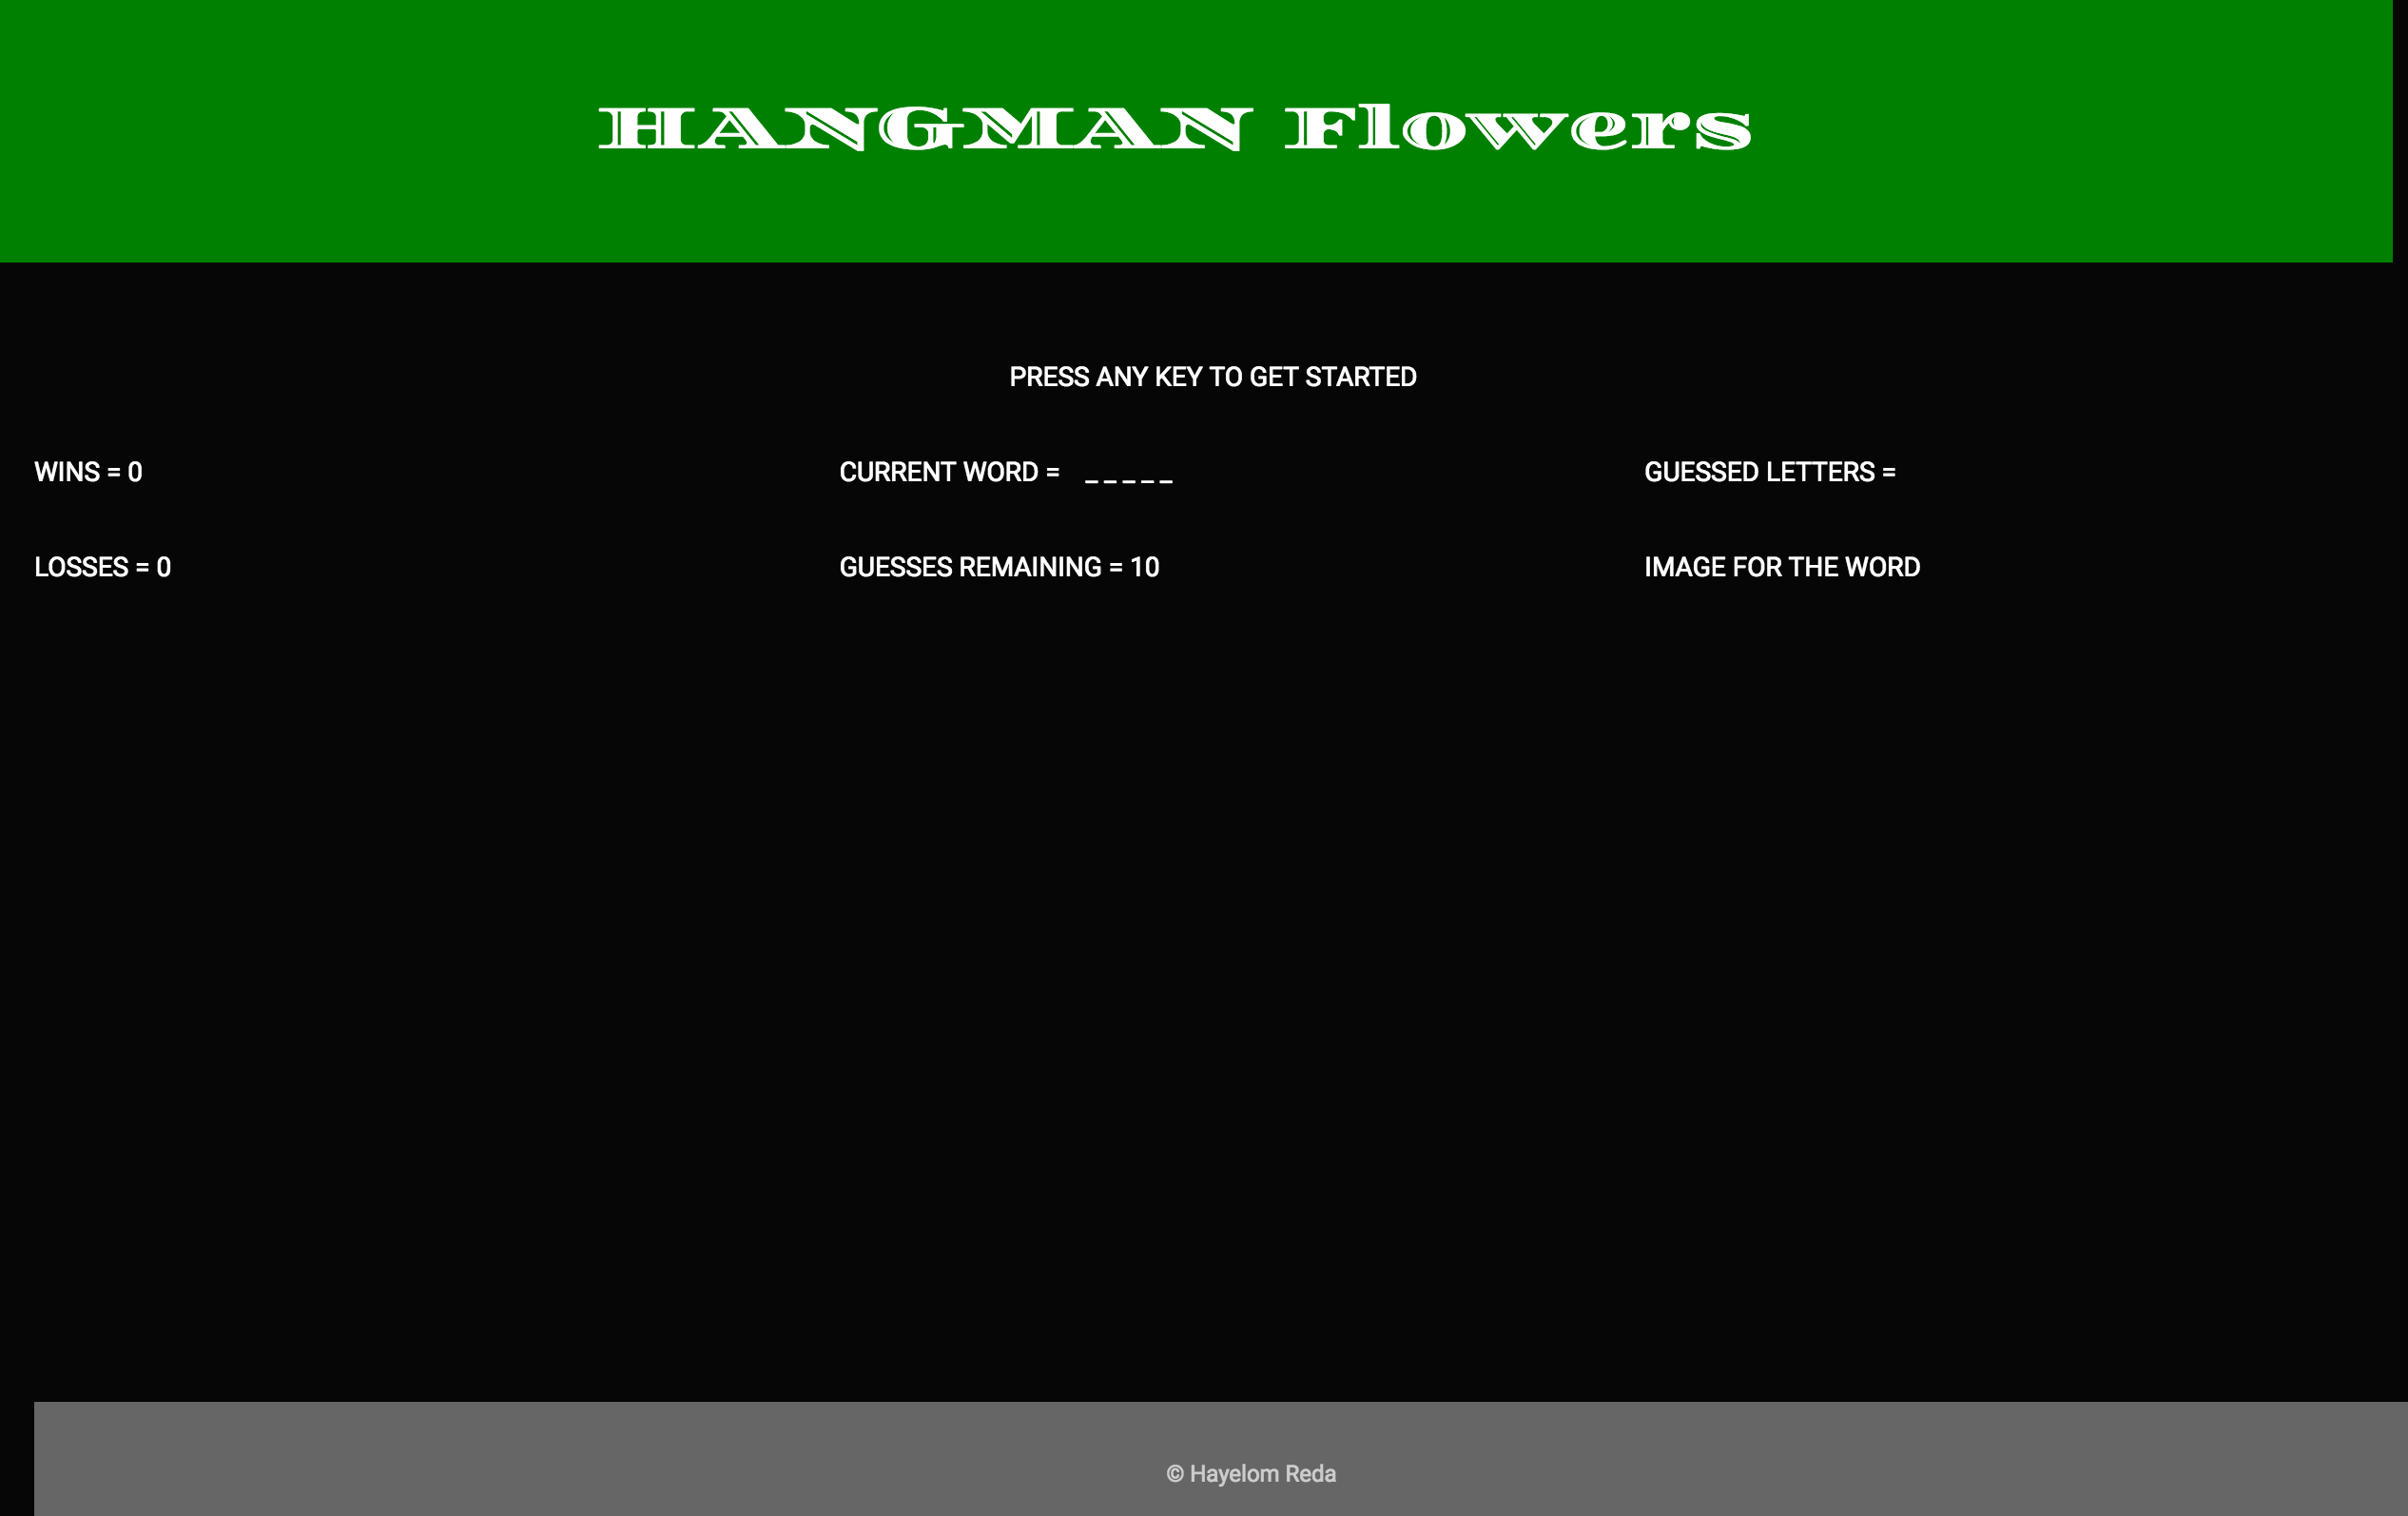 HANGMAN Flowers
PRESS ANY KEY TO GET STARTED
WINS = 0
CURRENT WORD = _ _ _ _ _
GUESSED LETTERS =
LOSSES = 0
GUESSES REMAINING = 10
IMAGE FOR THE WORD
© Hayelom Reda